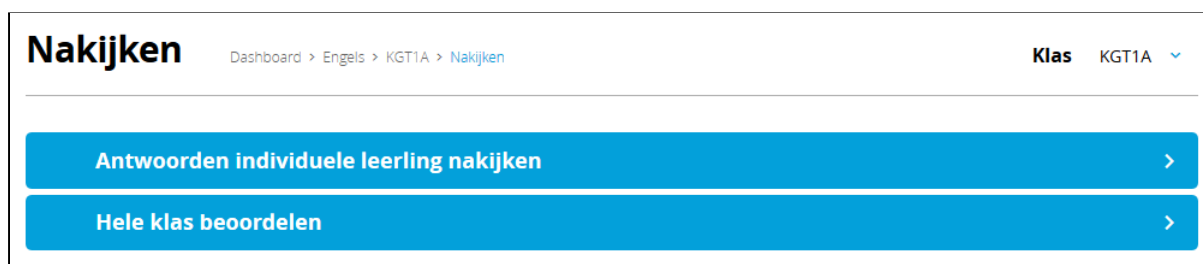 Nakijken Dashboard > Engels > KGT1A > Nakijken Klas KGT1A
Antwoorden individuele leerling nakijken
Hele klas beoordelen